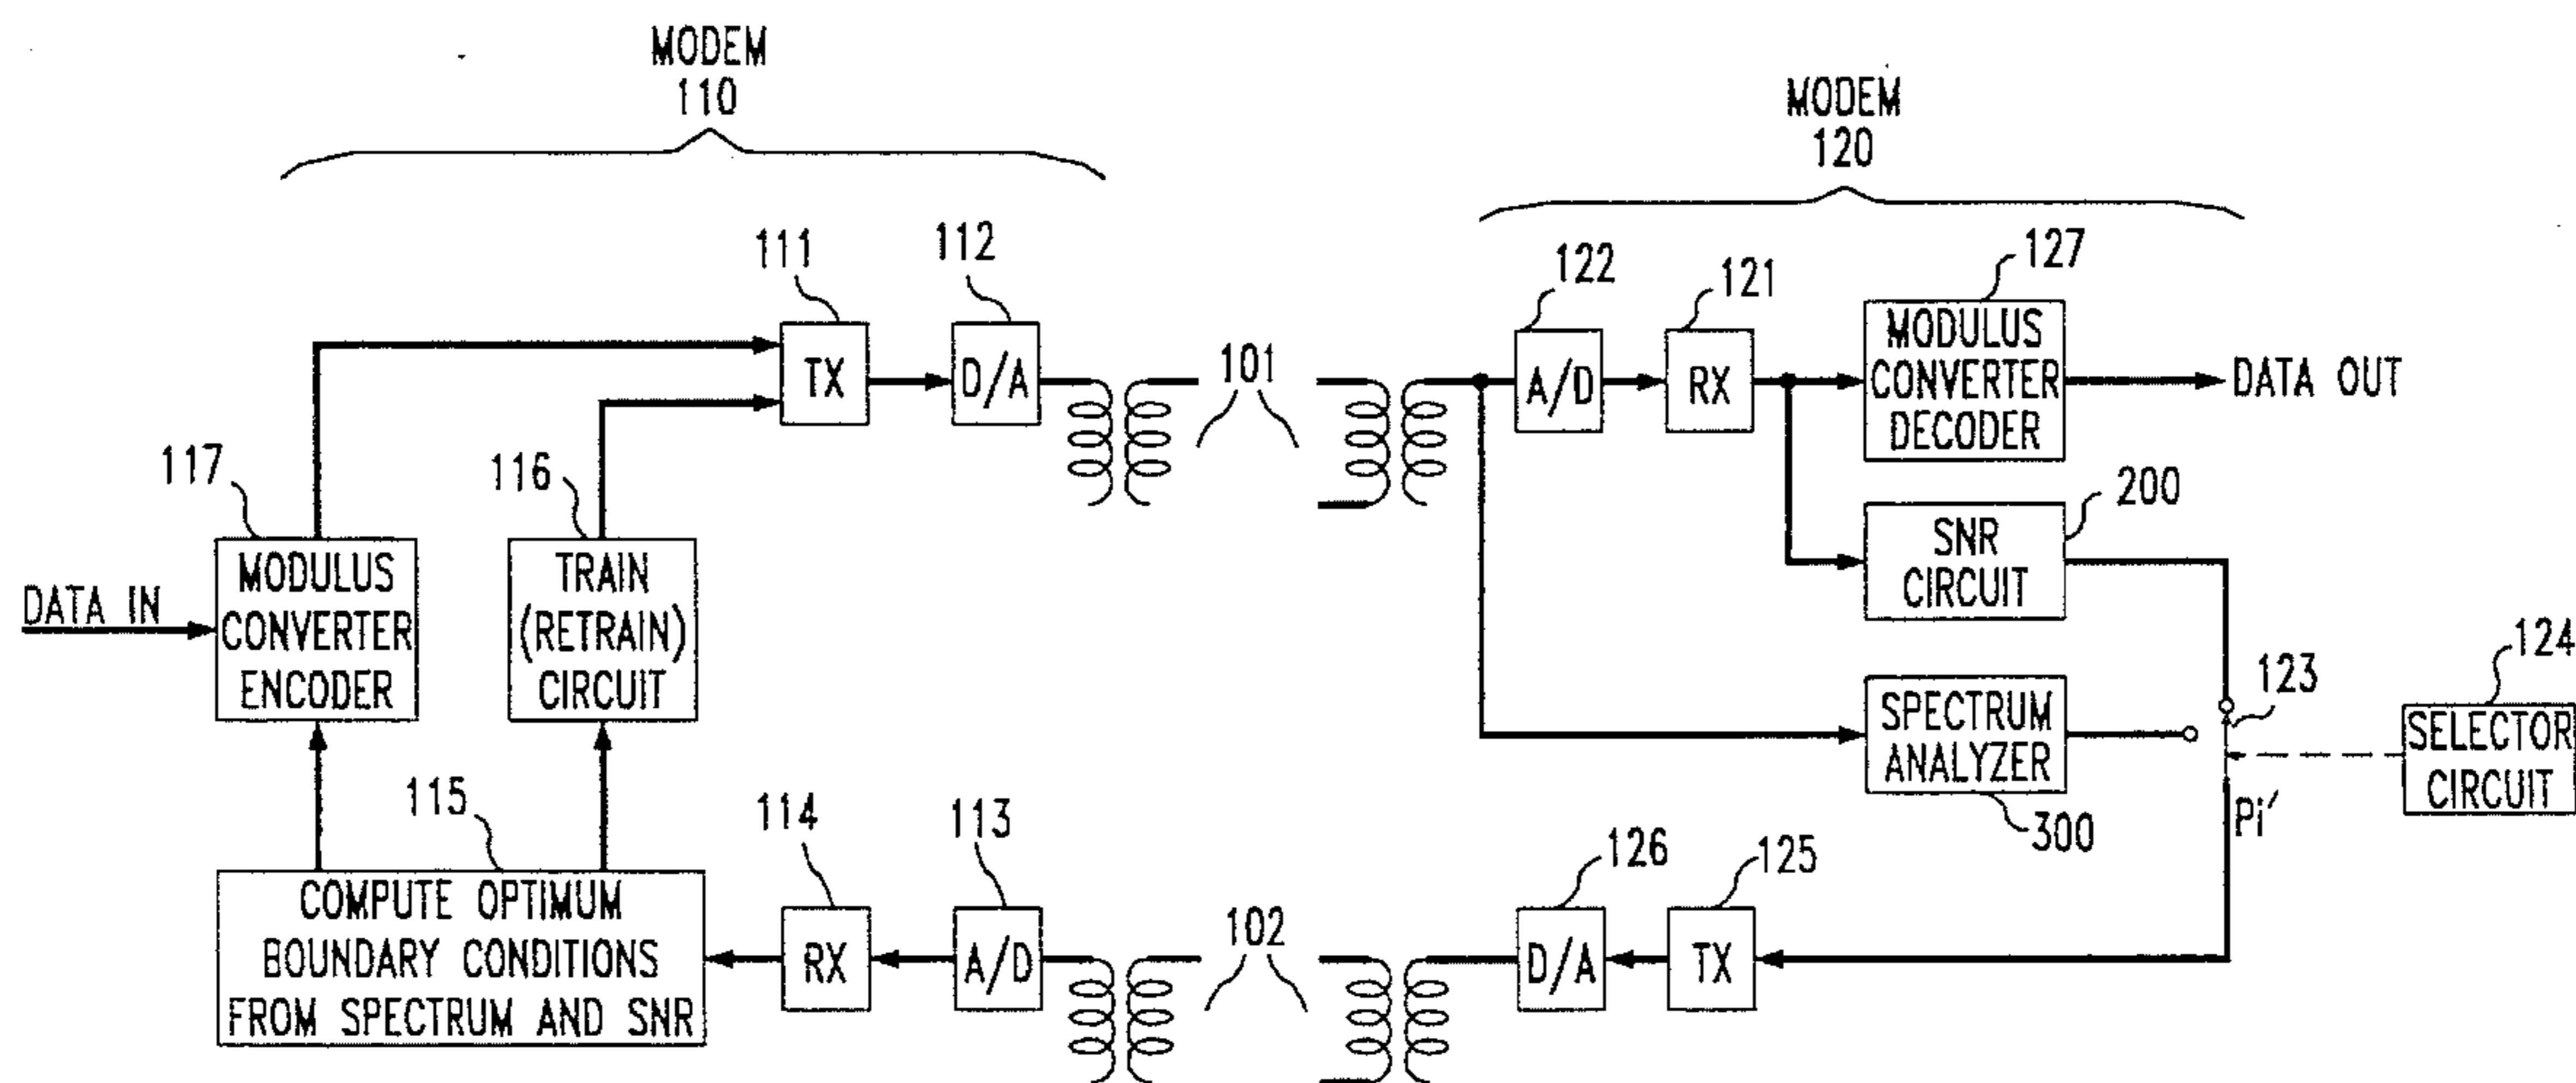 MODEM
110
MODEM
120
111
112
122
121
127
TX
D/A
101
A/D
RX
MODULUS
CONVERTER
DECODER
DATA OUT
117
116
200
DATA IN
MODULUS
CONVERTER
ENCODER
TRAIN
(RETRAIN)
CIRCUIT
SNR
CIRCUIT
123
124
SPECTRUM
ANALYZER
SELECTOR
CIRCUIT
300
Pi′
115
114
113
126
125
COMPUTE OPTIMUM
BOUNDARY CONDITIONS
FROM SPECTRUM AND SNR
RX
A/D
102
D/A
TX